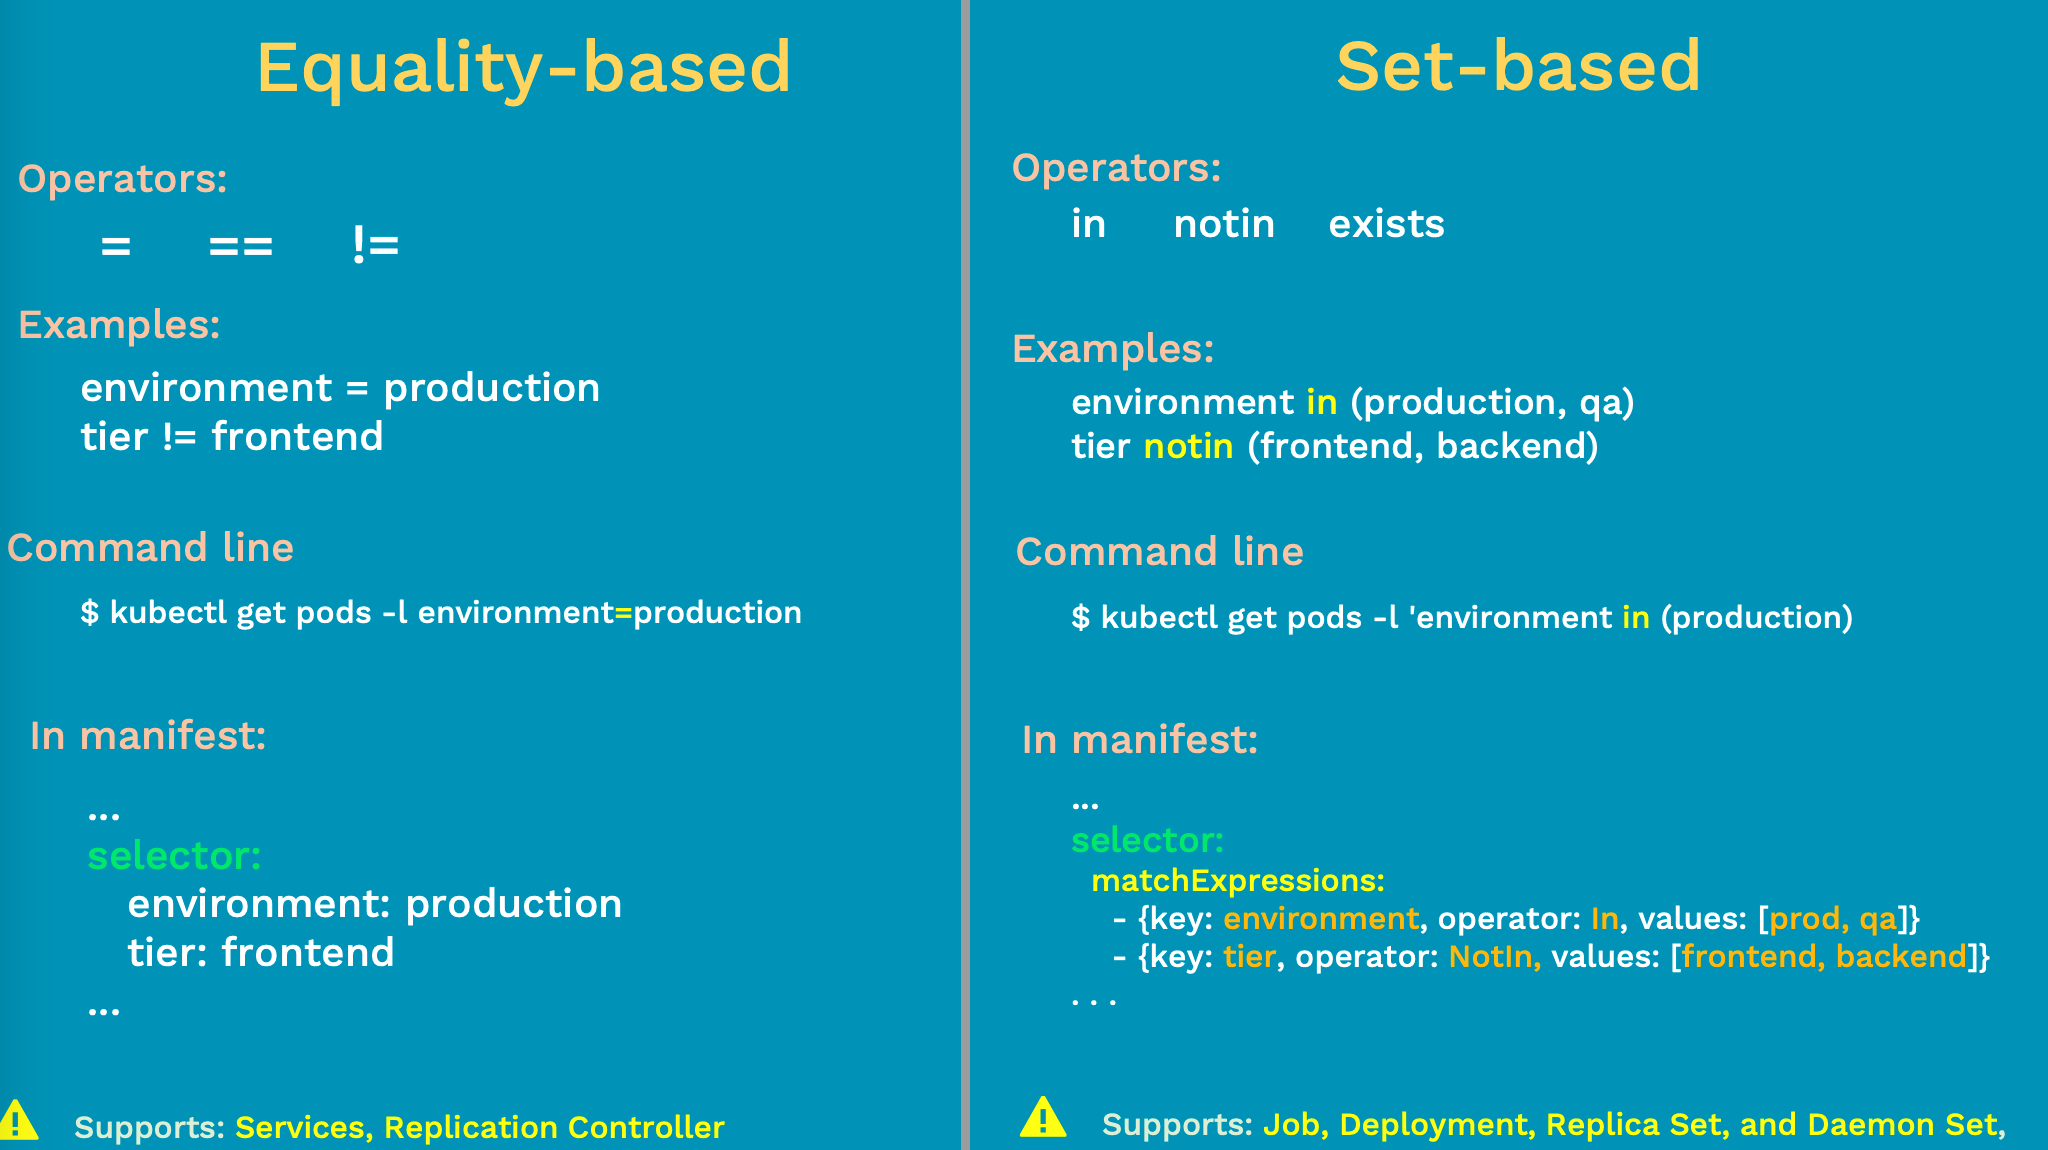 Equality-based
Operators:
= == !=
Examples:
environment = production
tier != frontend
Command line
$ kubectl get pods -l environment=production
In manifest:
...
selector:
environment: production
tier: frontend
...
Supports: Services, Replication Controller
Set-based
Operators:
in notin exists
Examples:
environment in (production, qa)
tier notin (frontend, backend)
Command line
$ kubectl get pods -l 'environment in (production)
In manifest:
...
selector:
matchExpressions:
- {key: environment, operator: In, values: [prod, qa]}
- {key: tier, operator: NotIn, values: [frontend, backend]}
. . .
Supports: Job, Deployment, Replica Set, and Daemon Set,